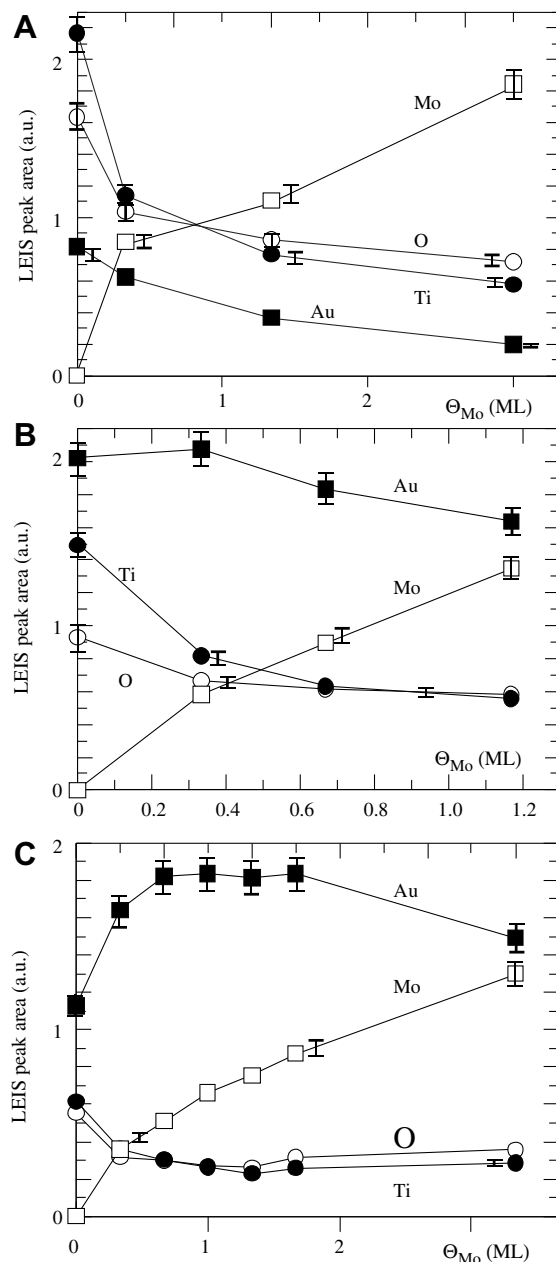 A
LEIS peak area (a.u.)
2
1
0
Mo
O
Ti
Au
0
1
2
Θ_Mo (ML)
B
LEIS peak area (a.u.)
2
1
0
Au
Ti
Mo
O
Θ_Mo (ML)
0 0.2 0.4 0.6 0.8 1.0 1.2
C
LEIS peak area (a.u.)
2
1
0
Au
Mo
O
Ti
0 1 2 Θ_Mo (ML)